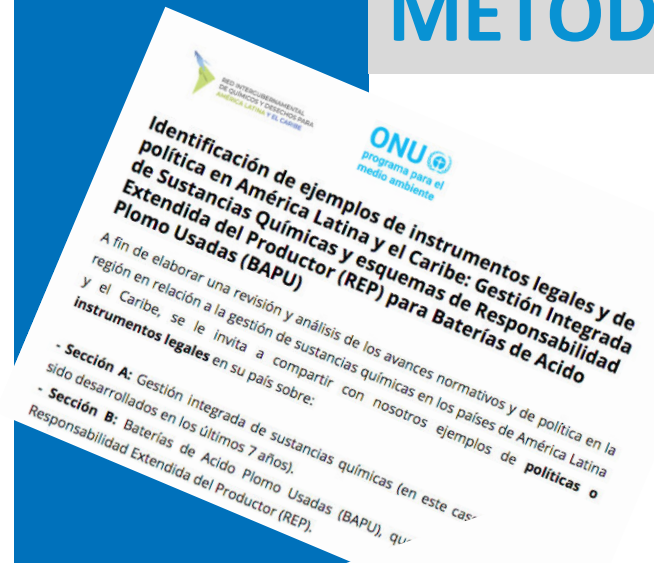 METOD
RED INTERGUBERNAMENTAL
DE QUÍMICOS Y DESECHOS PARA
AMÉRICA LATINA Y EL CARIBE
ONU
programa para el
medio ambiente
Identificación de ejemplos de instrumentos legales y de
política en América Latina y el Caribe: Gestión Integrada
de Sustancias Químicas y esquemas de Responsabilidad
Extendida del Productor (REP) para Baterías de Acido
Plomo Usadas (BAPU)
A fin de elaborar una revisión y análisis de los avances normativos y de política en la
región en relación a la gestión de sustancias químicas en los países de América Latina
y el Caribe, se le invita a compartir con nosotros ejemplos de políticas o
instrumentos legales en su país sobre:
- Sección A: Gestión integrada de sustancias químicas (en este cas
sido desarrollados en los últimos 7 años).
- Sección B: Baterías de Acido Plomo Usadas (BAPU), qu
Responsabilidad Extendida del Productor (REP).